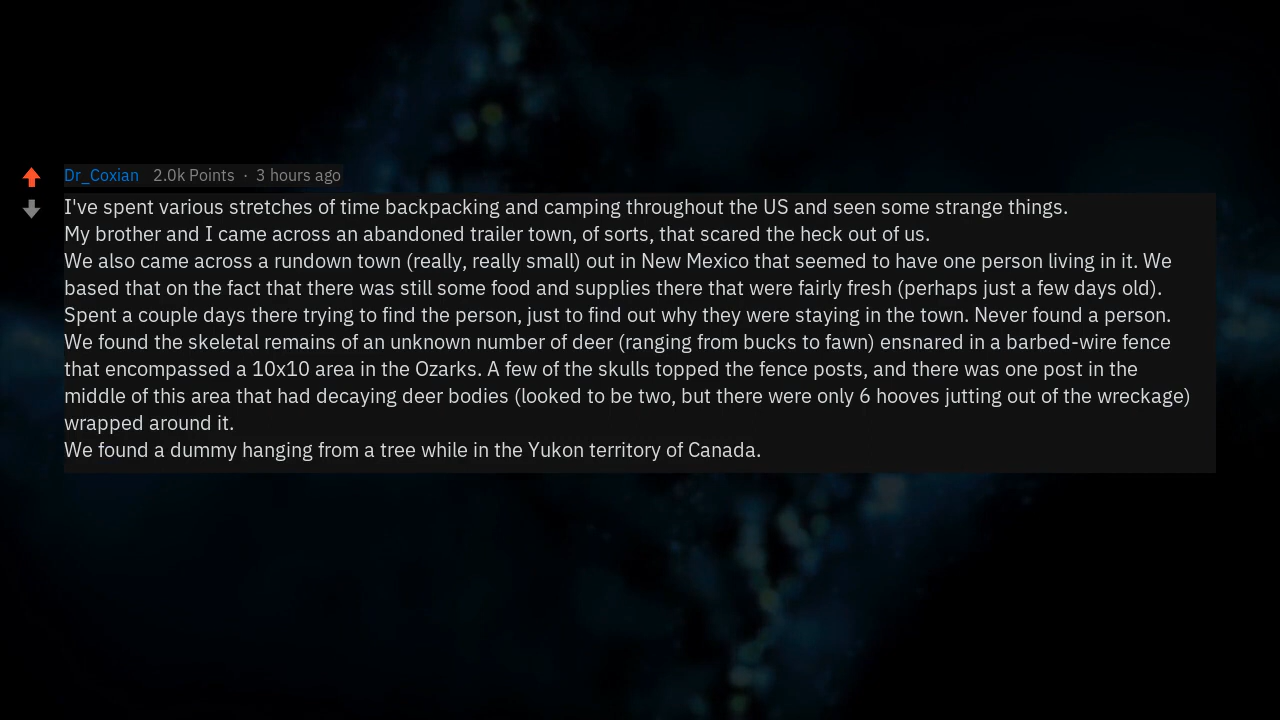 Dr_Coxian 2.0k Points · 3 hours ago
I've spent various stretches of time backpacking and camping throughout the US and seen some strange things.
My brother and I came across an abandoned trailer town, of sorts, that scared the heck out of us.
We also came across a rundown town (really, really small) out in New Mexico that seemed to have one person living in it. We
based that on the fact that there was still some food and supplies there that were fairly fresh (perhaps just a few days old).
Spent a couple days there trying to find the person, just to find out why they were staying in the town. Never found a person.
We found the skeletal remains of an unknown number of deer (ranging from bucks to fawn) ensnared in a barbed-wire fence
that encompassed a 10x10 area in the Ozarks. A few of the skulls topped the fence posts, and there was one post in the
middle of this area that had decaying deer bodies (looked to be two, but there were only 6 hooves jutting out of the wreckage)
wrapped around it.
We found a dummy hanging from a tree while in the Yukon territory of Canada.